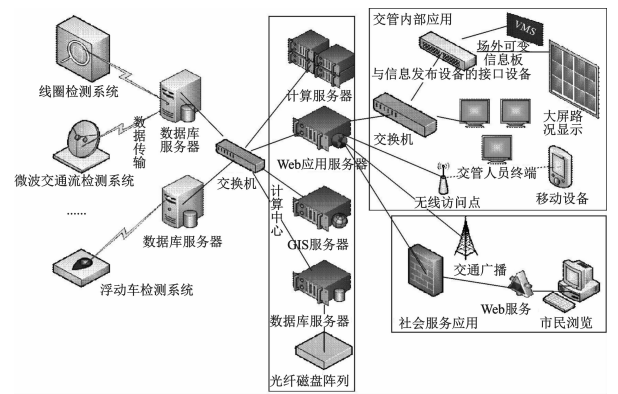 线圈检测系统
数据传输
数据库
服务器
微波交通流检测系统
......
数据库服务器
浮动车检测系统
交换机
计算服务器
Web应用服务器
计算中心
GIS服务器
数据库服务器
光纤磁盘阵列
交管内部应用
VMS
场外可变
信息板
与信息发布设备的接口设备
交换机
大屏路
况显示
交管人员终端
无线访问点
移动设备
交通广播
社会服务应用
Web服务
市民浏览